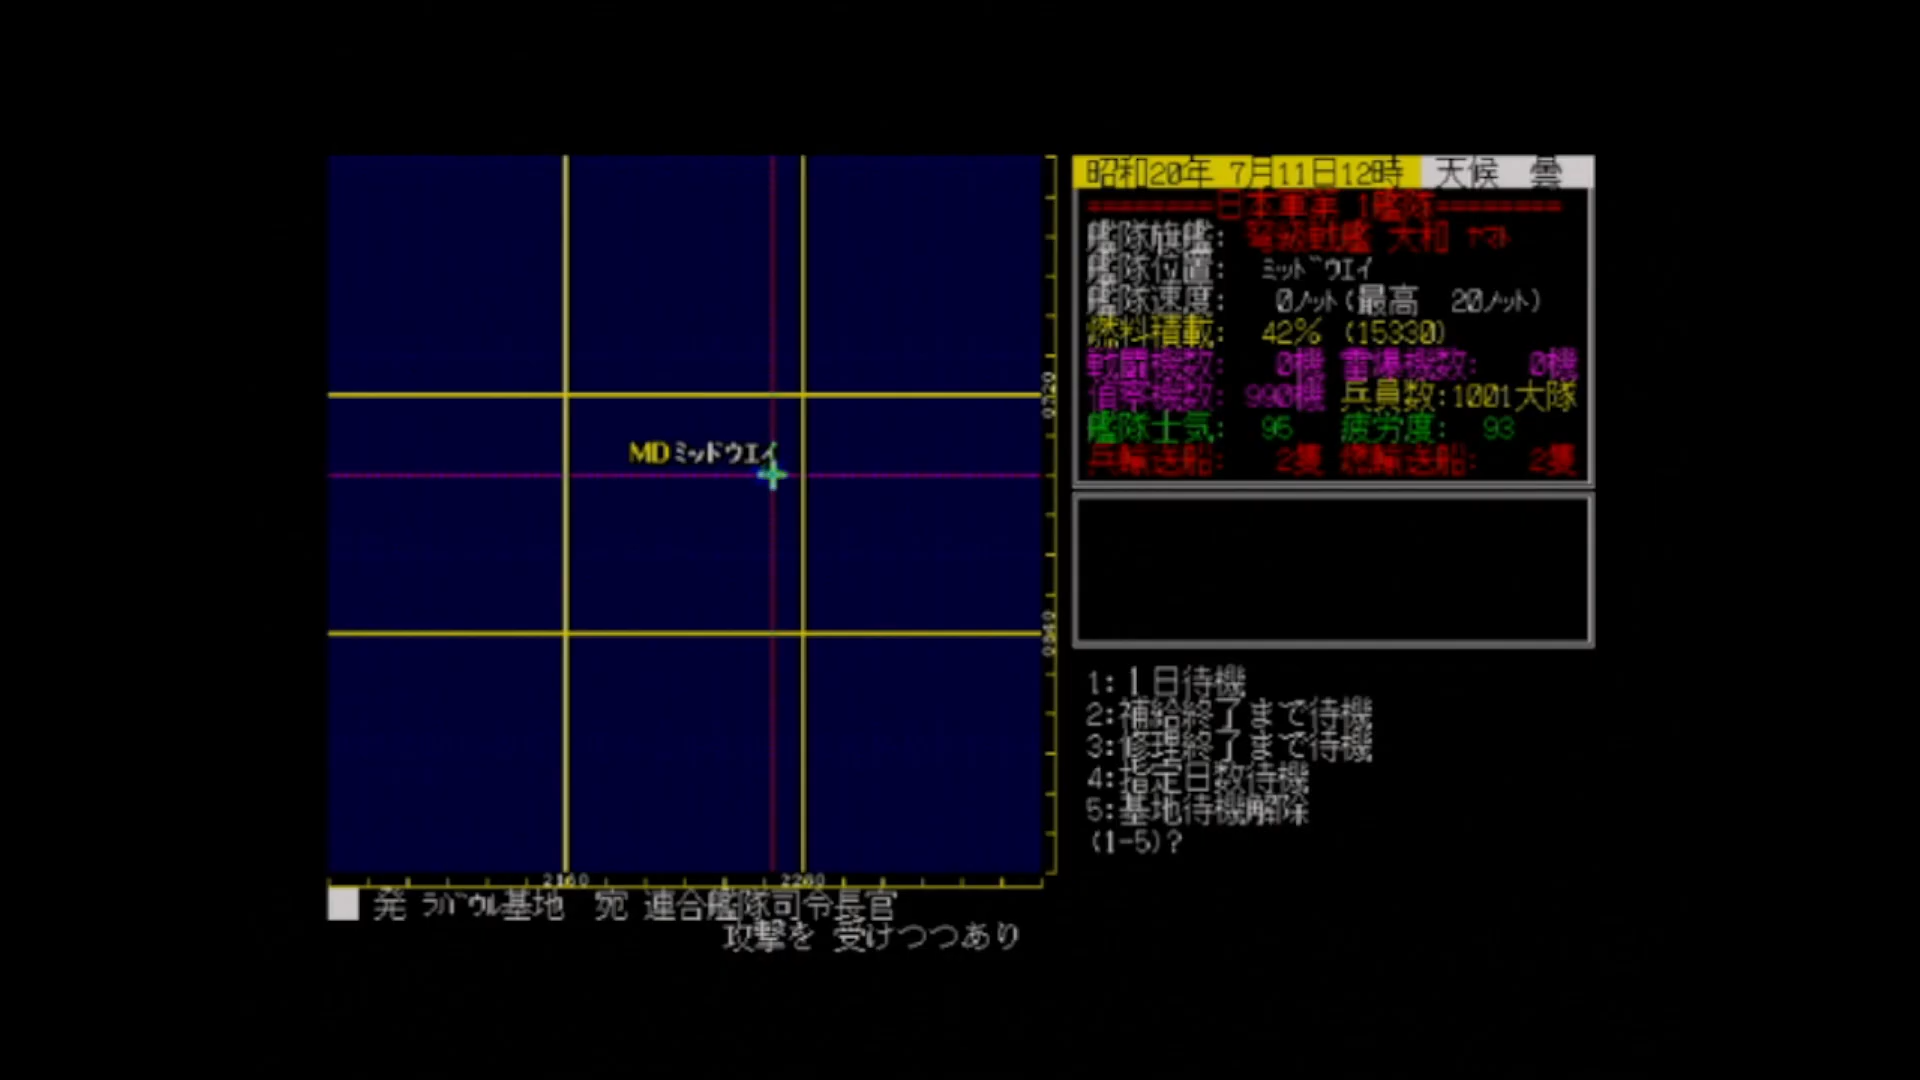 昭和20年 7月11日12時 天候 曇
========日本軍第 1艦隊========
艦隊旗艦: 弩級戦艦 大和 ヤマト
艦隊位置: ミッドウエイ
艦隊速度: 0ノット(最高 20ノット)
燃料積載: 42% (15330)
戦闘機数: 0機 雷爆機数: 0機
偵察機数: 990機 兵員数:1001大隊
艦隊士気: 95 疲労度: 93
兵輸送船: 2隻 燃輸送船: 2隻
MDミッドウエイ
0720
0840
2160 2280
1:1日待機
2:補給終了まで待機
3:修理終了まで待機
4:指定日数待機
5:基地待機解除
(1-5)?
発 ラバウル基地 宛 連合艦隊司令長官
攻撃を 受けつつあり